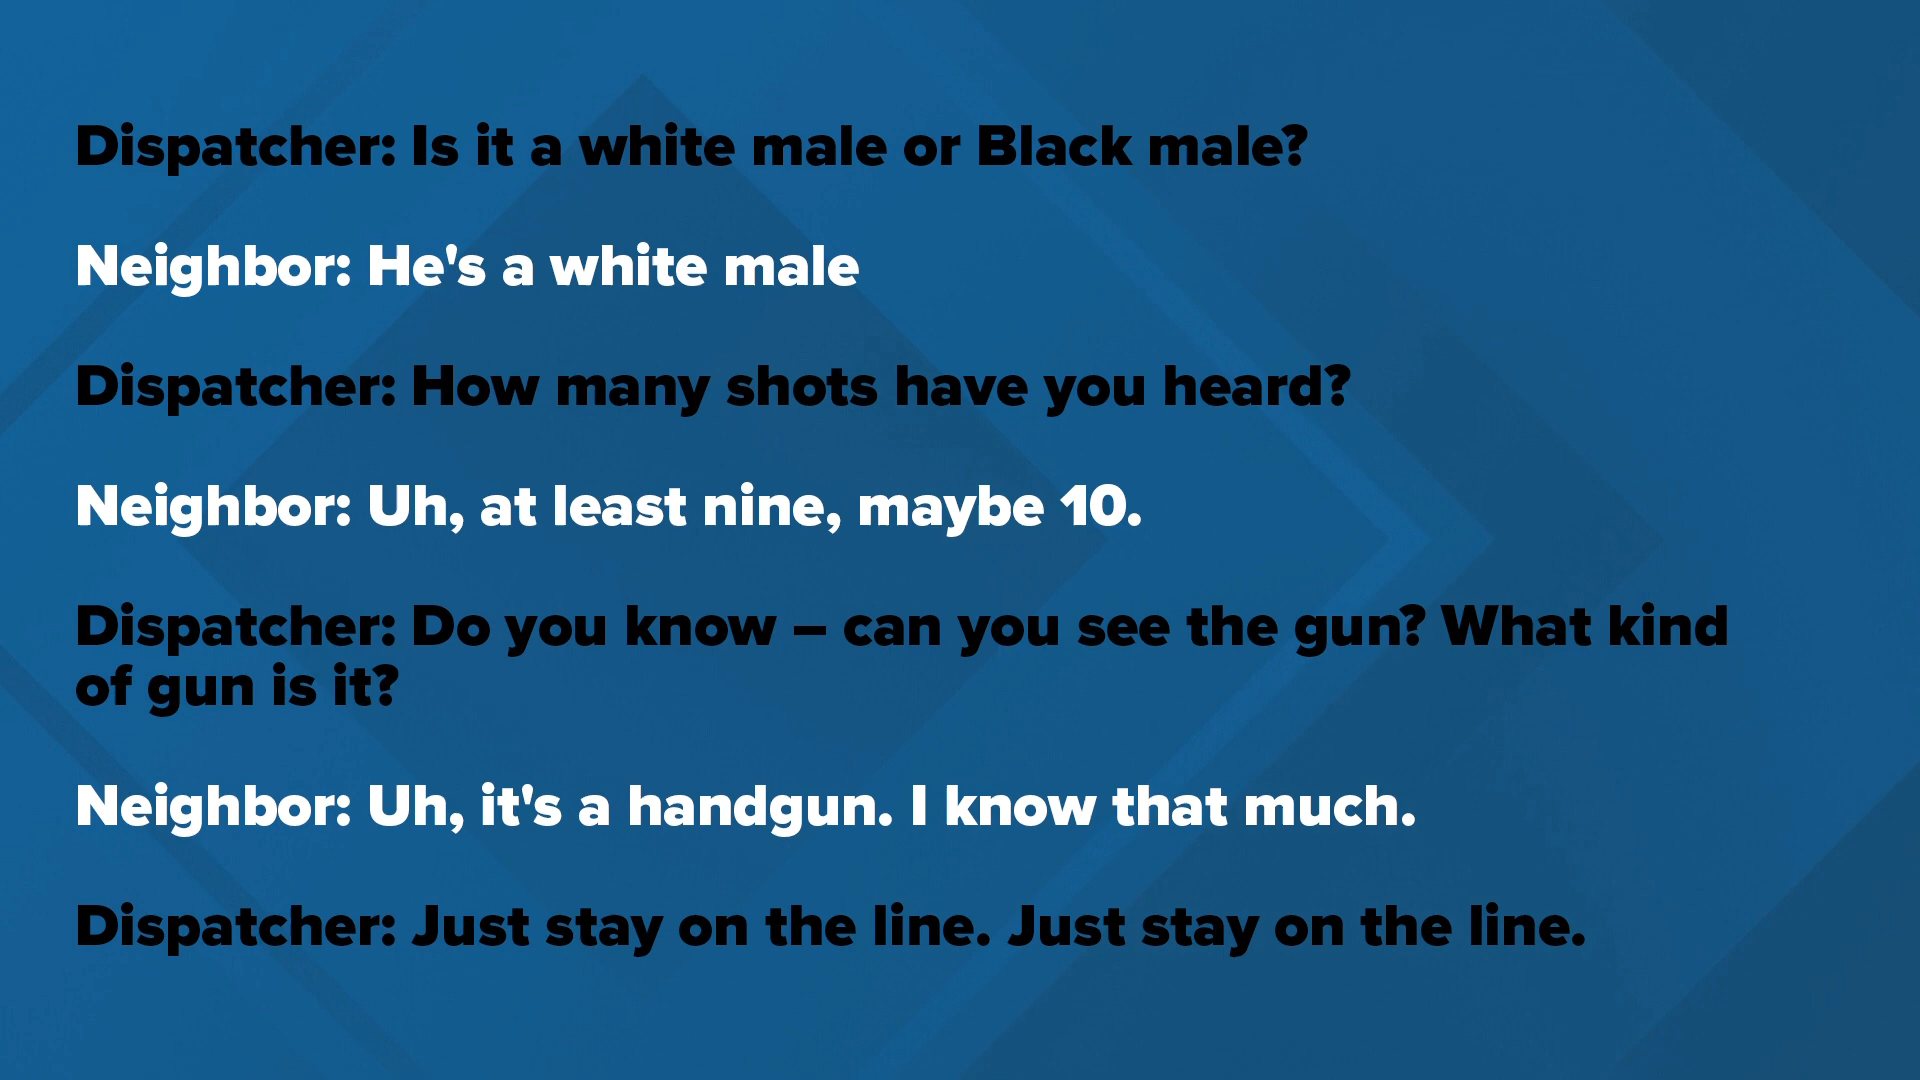 Dispatcher: Is it a white male or Black male?
Neighbor: He's a white male
Dispatcher: How many shots have you heard?
Neighbor: Uh, at least nine, maybe 10.
Dispatcher: Do you know – can you see the gun? What kind
of gun is it?
Neighbor: Uh, it's a handgun. I know that much.
Dispatcher: Just stay on the line. Just stay on the line.